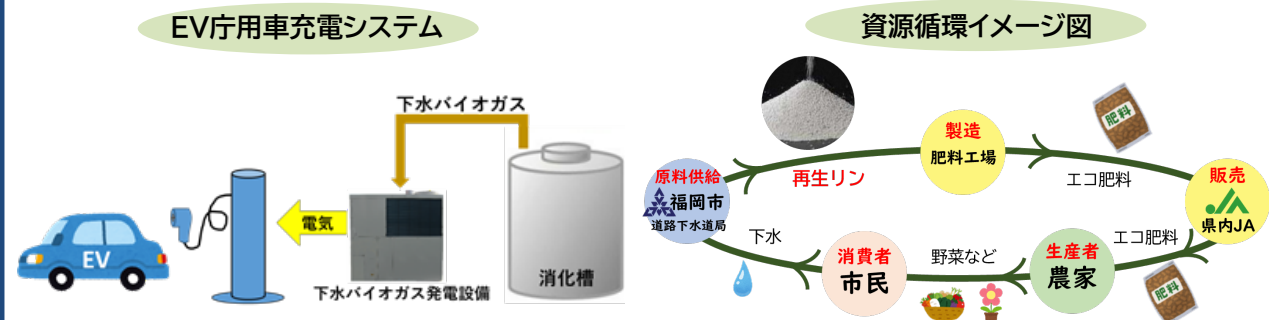 EV庁用車充電システム
下水バイオガス
電気
EV
消化槽
下水バイオガス発電設備
資源循環イメージ図
原料供給
福岡市
道路下水道局
再生リン
製造
肥料工場
肥料
エコ肥料
販売
県内JA
エコ肥料
肥料
生産者
農家
野菜など
消費者
市民
下水